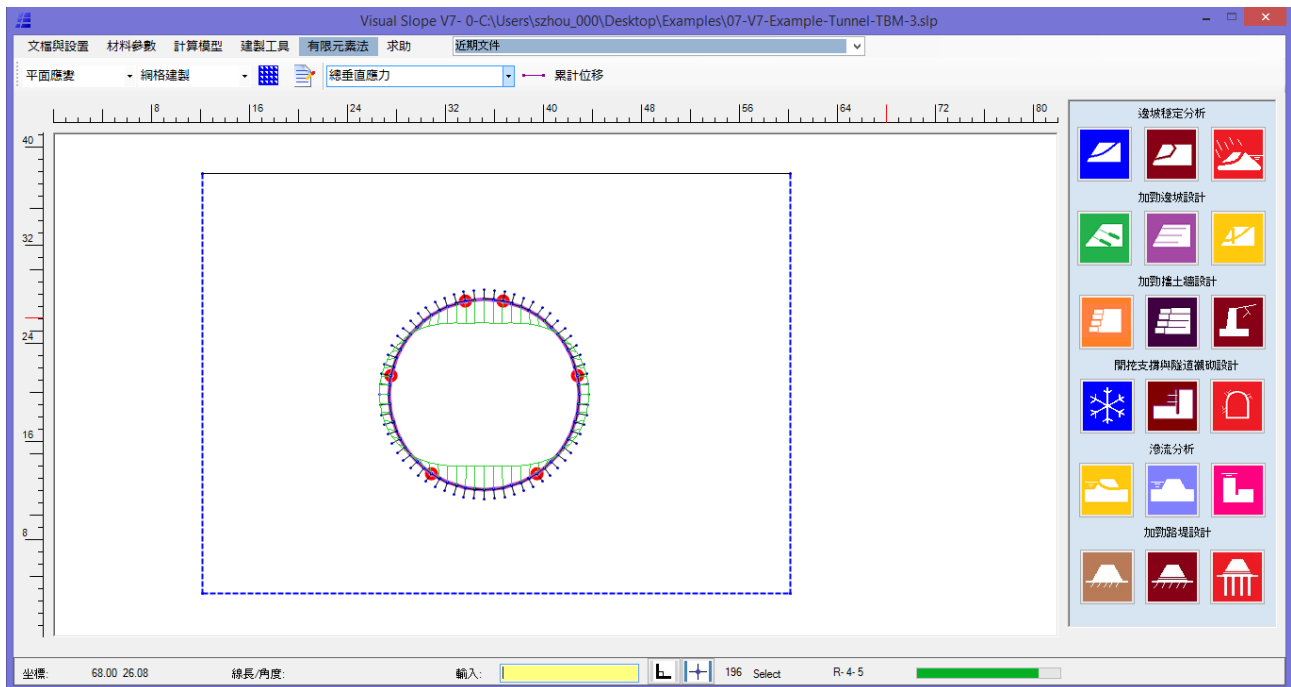 Visual Slope V7- 0-C:\Users\szhou_000\Desktop\Examples\07-V7-Example-Tunnel-TBM-3.slp
文檔與設置 材料參數 計算模型 建製工具 有限元素法 求助 近期文件
平面應變 網格建製 總垂直應力 累計位移
8 16 24 32 40 48 56 64 72 80
40
32
24
16
8
邊坡穩定分析
加勁邊坡設計
加勁擋土牆設計
開挖支撐與隧道襯砌設計
滲流分析
加勁路堤設計
坐標: 68.00 26.08 線長/角度: 輸入: 196 Select R- 4- 5